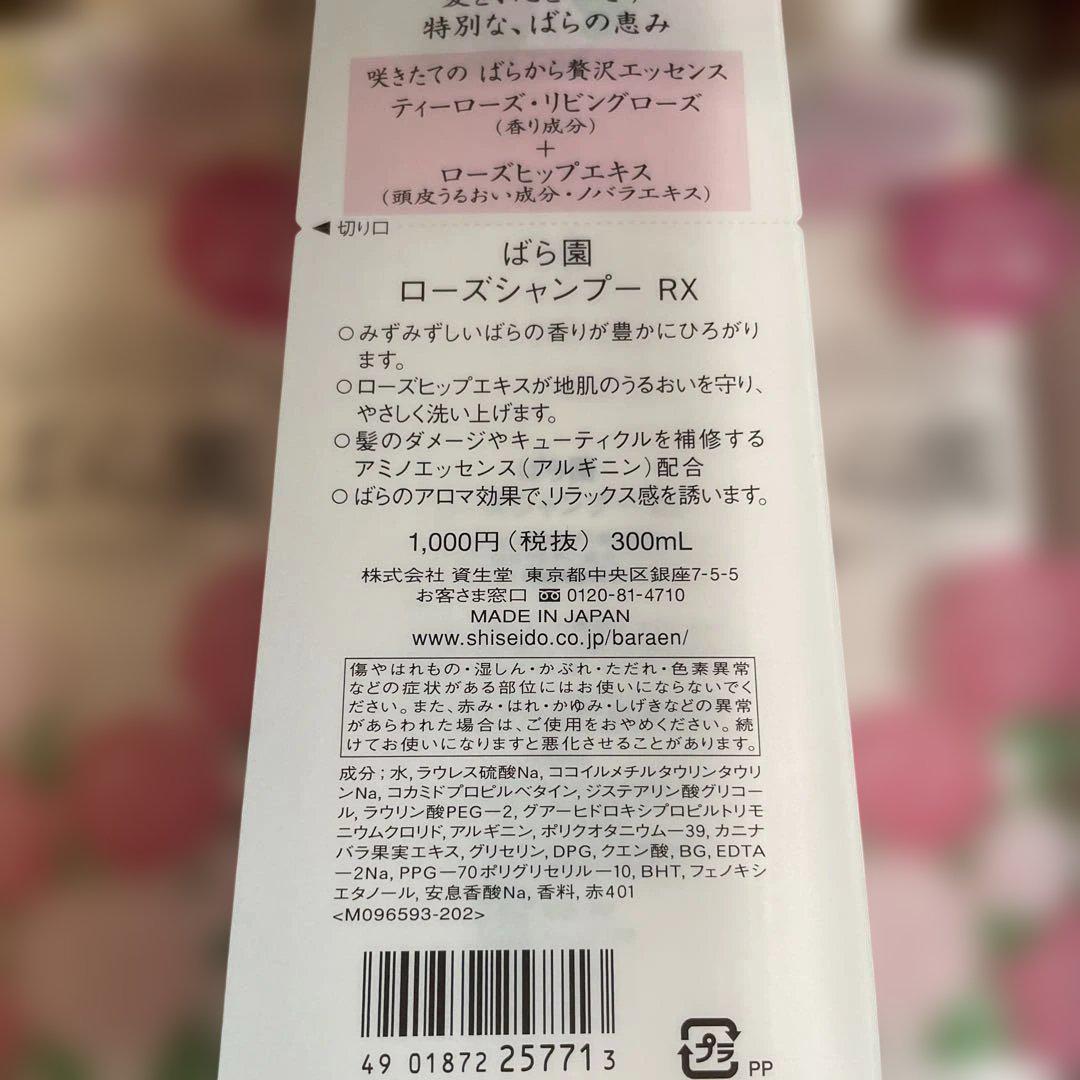 特別な、ばらの恵み
咲きたての ばらから贅沢エッセンス
ティーローズ・リビングローズ
(香り成分)
+
ローズヒップエキス
(頭皮うるおい成分・ノバラエキス)
◀ 切り口
ばら園
ローズシャンプー RX
○みずみずしいばらの香りが豊かにひろがり
ます。
○ローズヒップエキスが地肌のうるおいを守り、
やさしく洗い上げます。
○髪のダメージやキューティクルを補修する
アミノエッセンス(アルギニン)配合
○ばらのアロマ効果で、リラックス感を誘います。
1,000円(税抜) 300mL
株式会社 資生堂 東京都中央区銀座7-5-5
お客さま窓口 0120-81-4710
MADE IN JAPAN
www.shiseido.co.jp/baraen/
傷やはれもの・湿しん・かぶれ・ただれ・色素異常
などの症状がある部位にはお使いにならないでく
ださい。また、赤み・はれ・かゆみ・しげきなどの異常
があらわれた場合は、ご使用をおやめください。続
けてお使いになりますと悪化させることがあります。
成分;水,ラウレス硫酸Na,ココイルメチルタウリンタウリ
ンNa,コカミドプロピルベタイン,ジステアリン酸グリコー
ル,ラウリン酸PEG―2,グアーヒドロキシプロピルトリモ
ニウムクロリド,アルギニン,ポリクオタニウム―39,カニナ
バラ果実エキス,グリセリン,DPG,クエン酸,BG,EDTA
―2Na,PPG―70ポリグリセリル―10,BHT,フェノキシ
エタノール,安息香酸Na,香料,赤401
<M096593-202>
49 01872 25771 3
プラ
PP